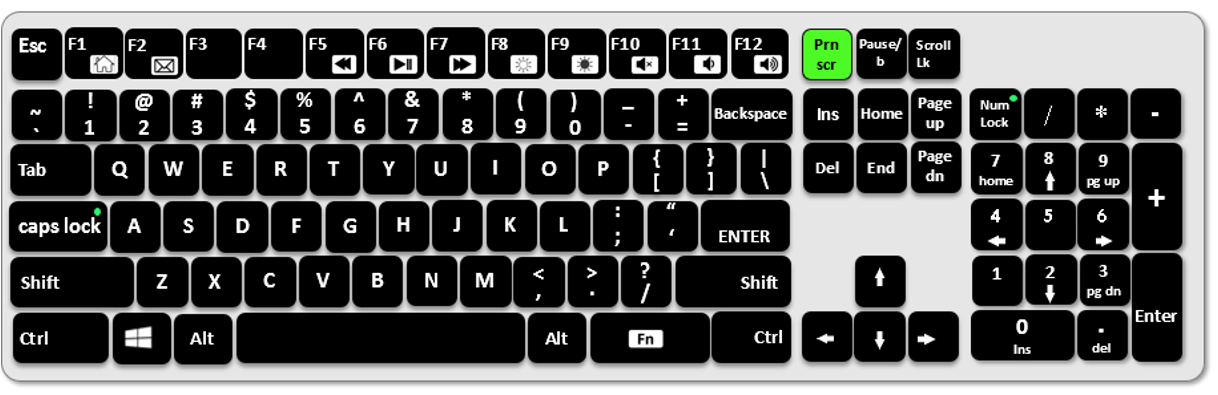 Esc F1 F2 F3 F4 F5 F6 F7 F8 F9 F10 F11 F12 Prn scr Pause/ b Scroll Lk
~ ` ! 1 @ 2 # 3 $ 4 % 5 ^ 6 & 7 * 8 ( 9 ) 0 _ - + = Backspace Ins Home Page up Num Lock / * -
Tab Q W E R T Y U I O P { [ } ] | \ Del End Page dn 7 home 8 9 pg up +
caps lock A S D F G H J K L : ; “ ‘ ENTER 4 5 6
Shift Z X C V B N M < , > . ? / Shift 1 2 3 pg dn Enter
Ctrl Alt Alt Fn Ctrl 0 Ins . del